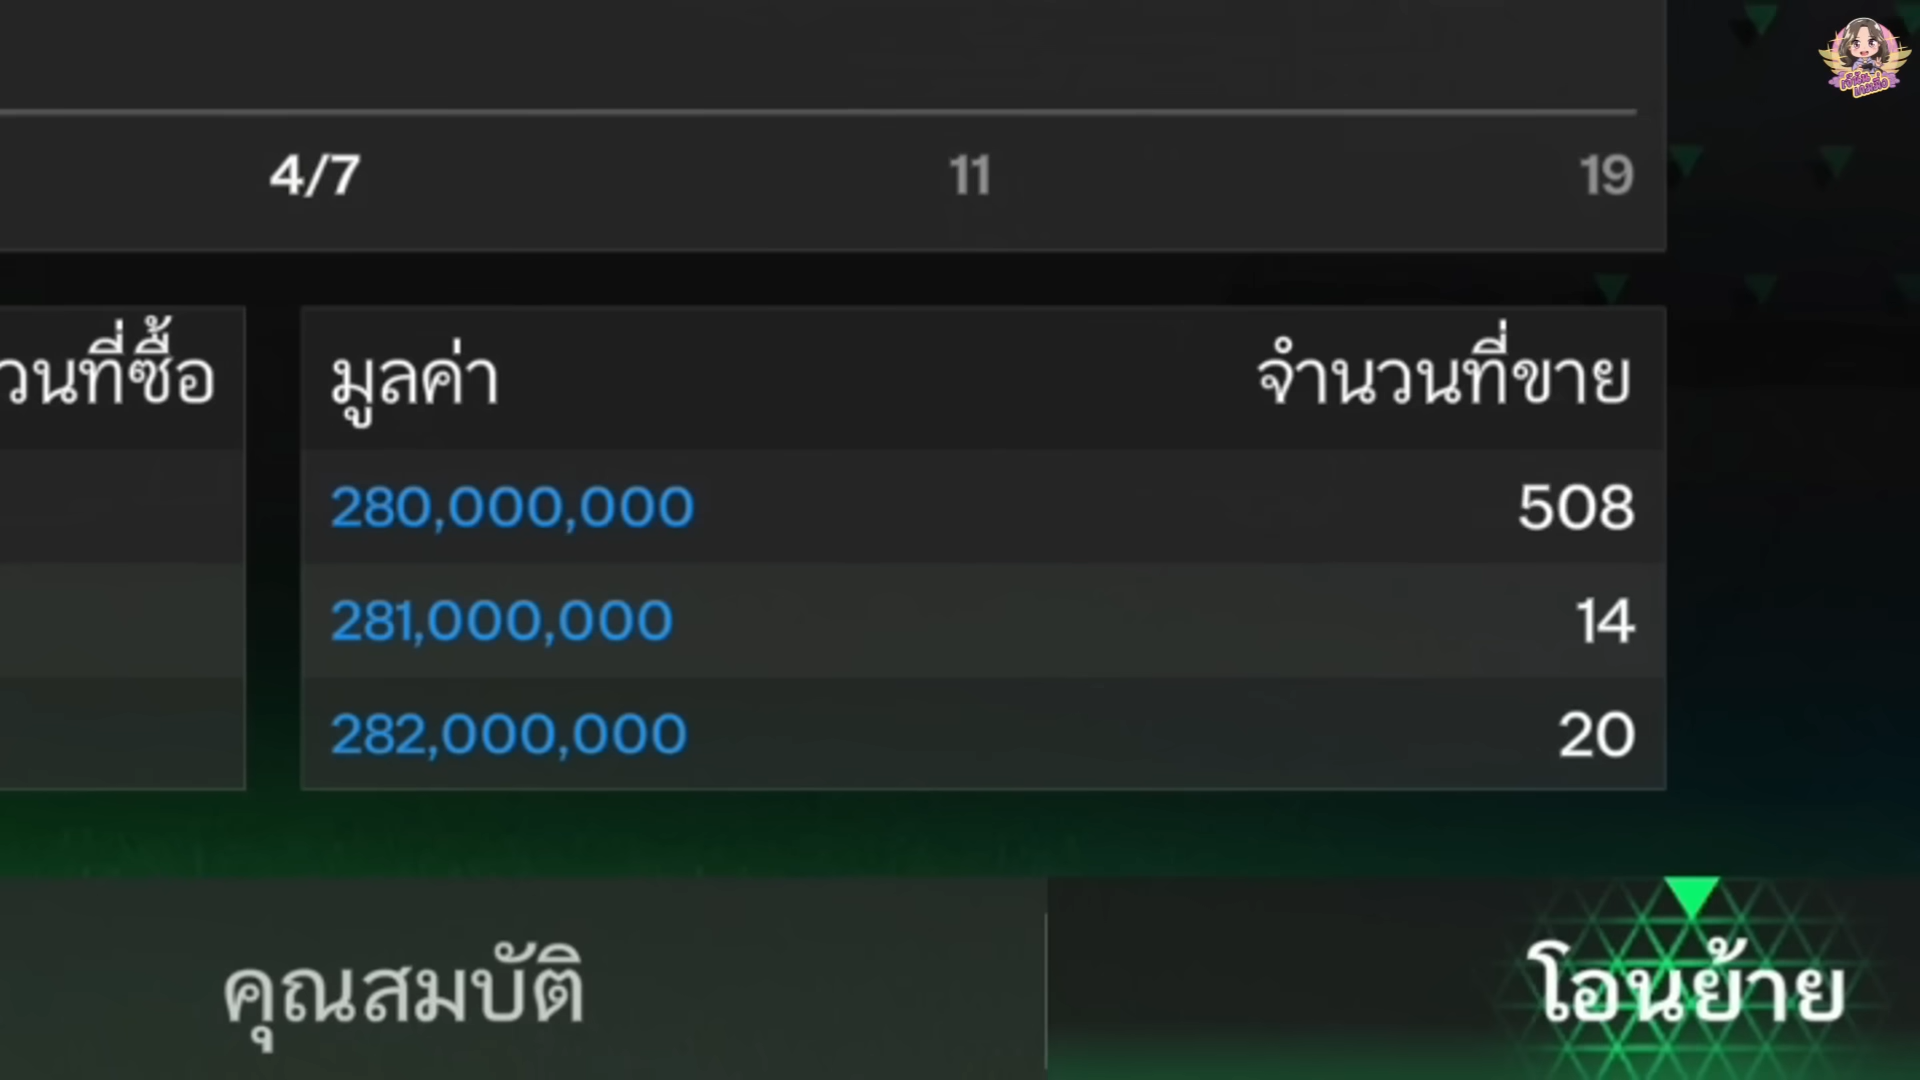 4/7 11 19
วนที่ซื้อ
มูลค่า จำนวนที่ขาย
280,000,000 508
281,000,000 14
282,000,000 20
คุณสมบัติ โอนย้าย